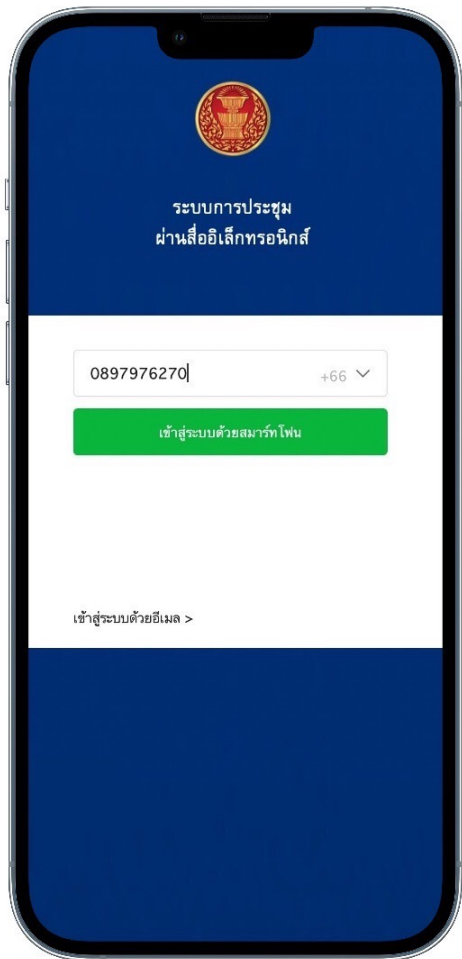 ระบบการประชุม
ผ่านสื่ออิเล็กทรอนิกส์
0897976270 +66
เข้าสู่ระบบด้วยสมาร์ทโฟน
เข้าสู่ระบบด้วยอีเมล >